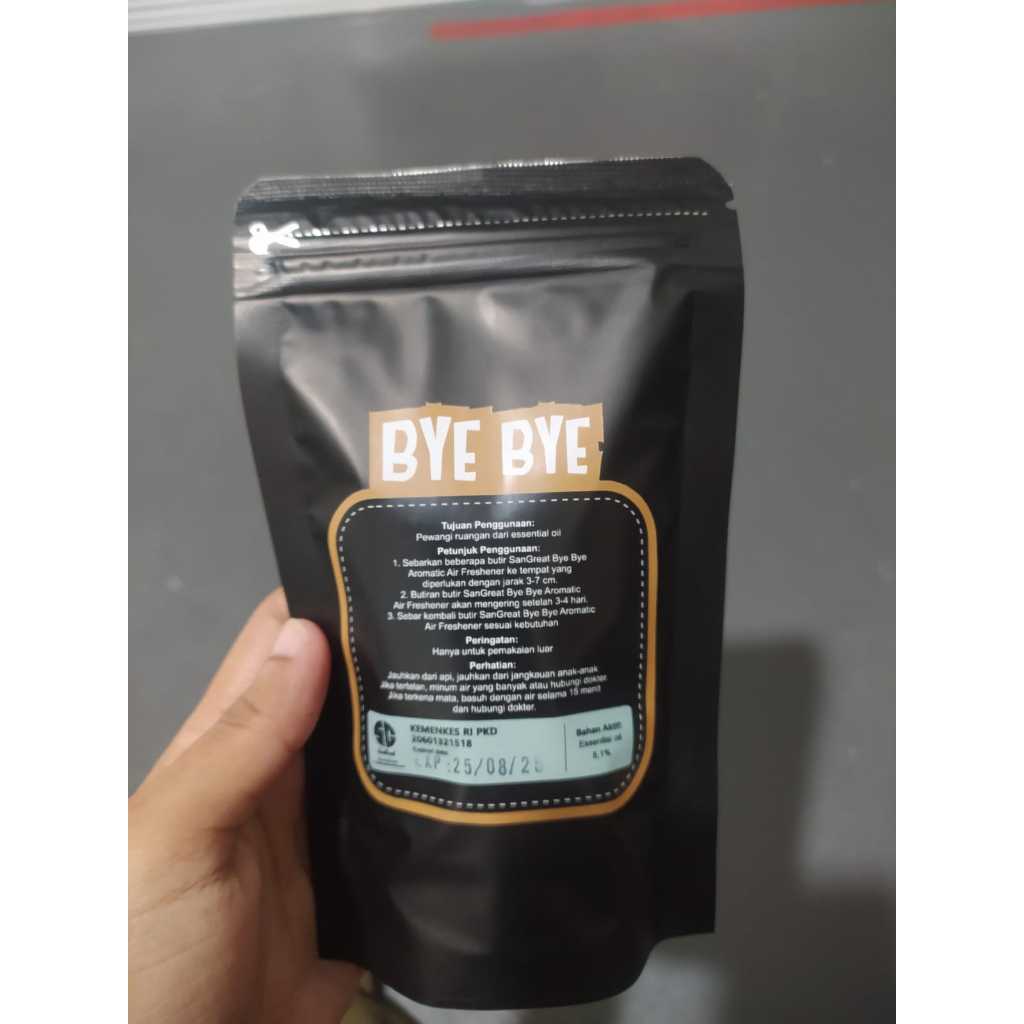 BYE BYE
Tujuan Penggunaan:
Pewangi ruangan dari essential oil
Petunjuk Penggunaan:
1. Sebarkan beberapa butir SanGreat Bye Bye
Aromatic Air Freshener ke tempat yang
diperlukan dengan jarak 3-7 cm.
2. Butiran butir SanGreat Bye Bye Aromatic
Air Freshener akan mengering setelah 3-4 hari.
3. Sebar kembali butir SanGreat Bye Bye Aromatic
Air Freshener sesuai kebutuhan
Peringatan:
Hanya untuk pemakaian luar
Perhatian:
Jauhkan dari api, jauhkan dari jangkauan anak-anak
Jika tertelan, minum air yang banyak atau hubungi dokter
Jika terkena mata, basuh dengan air selama 15 menit
dan hubungi dokter.
KEMENKES RI PKD
20601321518
EXP :25/08/
Bahan Aktif:
Essential oil